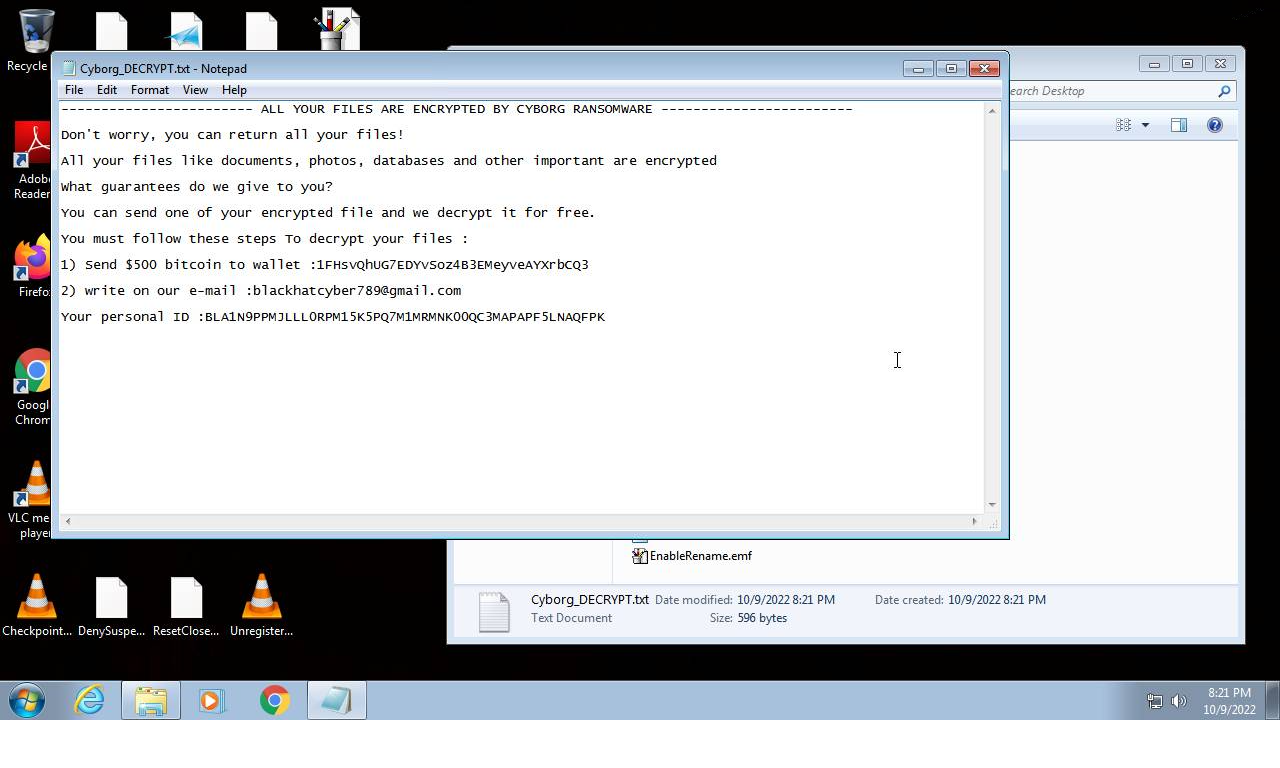 Recycle
Cyborg_DECRYPT.txt - Notepad
File Edit Format View Help
earch Desktop
------------------------ ALL YOUR FILES ARE ENCRYPTED BY CYBORG RANSOMWARE ------------------------
Don't worry, you can return all your files!
All your files like documents, photos, databases and other important are encrypted
What guarantees do we give to you?
You can send one of your encrypted file and we decrypt it for free.
You must follow these steps To decrypt your files :
1) Send $500 bitcoin to wallet :1FHsvQhUG7EDYvSoz4B3EMeyveAYXrbCQ3
2) write on our e-mail :blackhatcyber789@gmail.com
Your personal ID :BLA1N9PPMJLLL0RPM15K5PQ7M1MRMNK00QC3MAPAPF5LNAQFPK
Adob
Reader
Firefo
Googl
Chrom
VLC me
playe
EnableRename.emf
Cyborg_DECRYPT.txt Date modified: 10/9/2022 8:21 PM Date created: 10/9/2022 8:21 PM
Text Document Size: 596 bytes
Checkpoint... DenySuspe... ResetClose... Unregister...
8:21 PM
10/9/2022